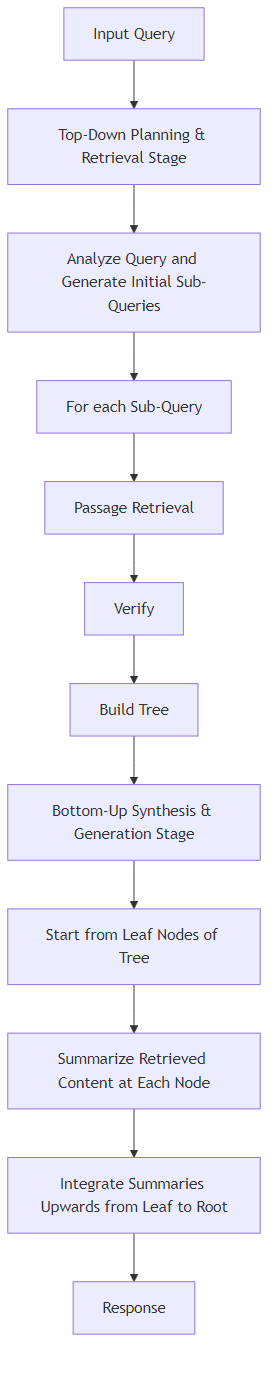 Input Query
Top-Down Planning &
Retrieval Stage
Analyze Query and
Generate Initial Sub-
Queries
For each Sub-Query
Passage Retrieval
Verify
Build Tree
Bottom-Up Synthesis &
Generation Stage
Start from Leaf Nodes of
Tree
Summarize Retrieved
Content at Each Node
Integrate Summaries
Upwards from Leaf to Root
Response